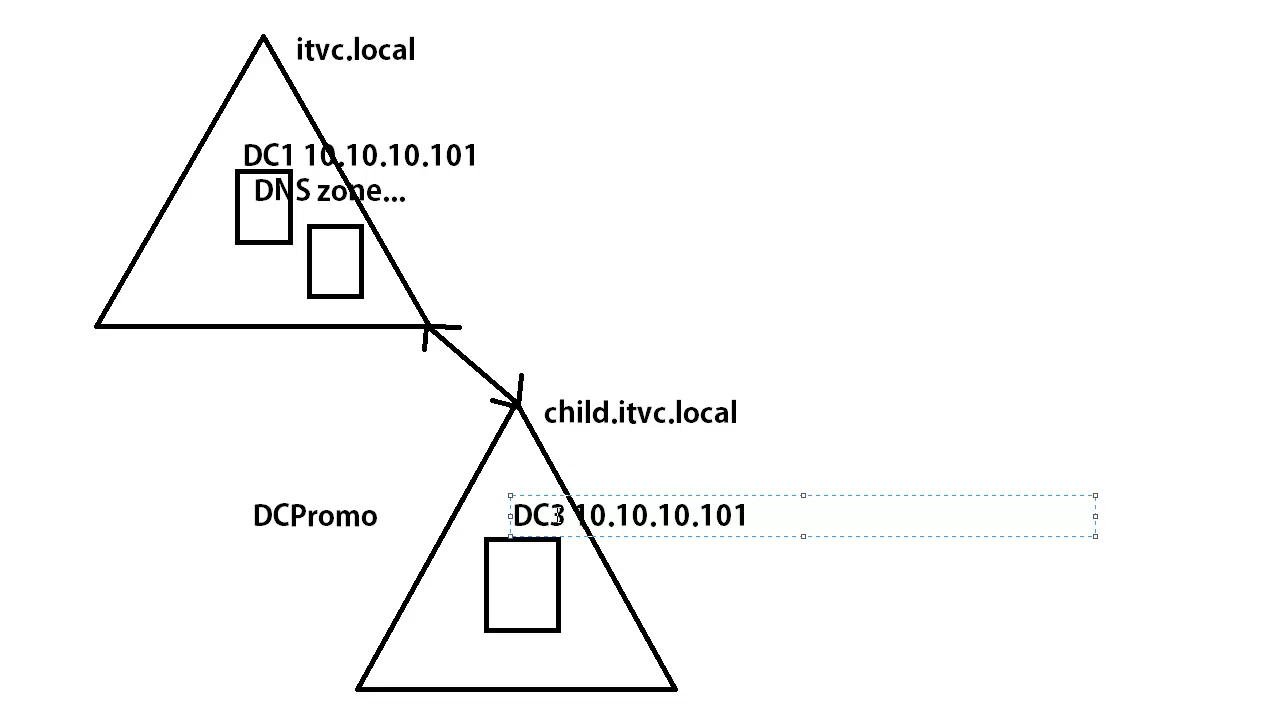 itvc.local
DC1 10.10.10.101
DNS zone...
child.itvc.local
DCPromo
DC3 10.10.10.101